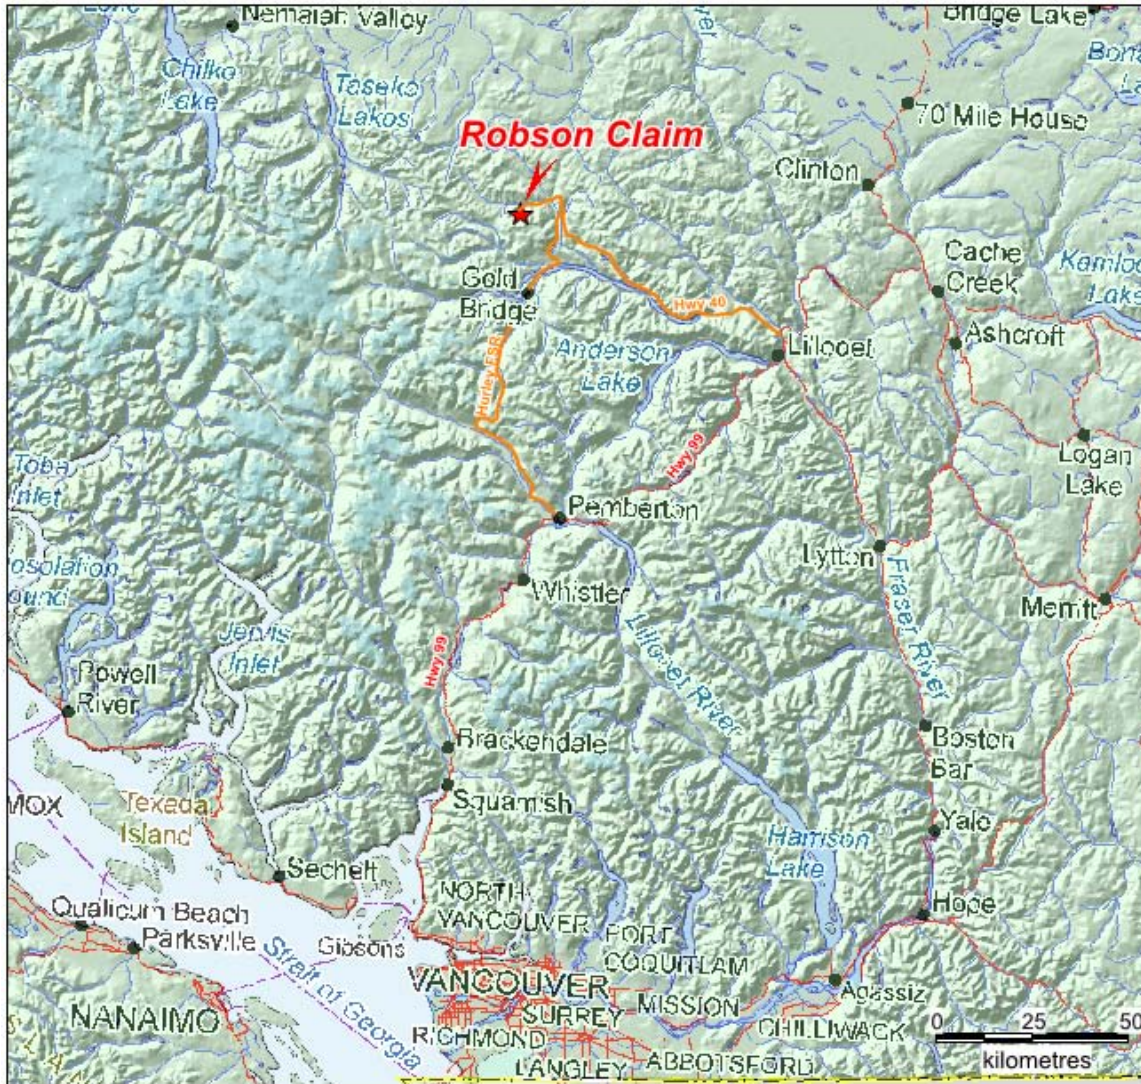 Nemaiah Valley
Bridge Lake
Chilko
Lake
Taseko
Lakes
70 Mile House
Robson Claim
Clinton
Cache
Creek
Gold
Bridge
Hwy 40
Ashcroft
Lillooet
Anderson
Lake
Hurley FSR
Hwy 99
Logan
Lake
Toba
Inlet
Pemberton
Lytton
Whistler
Fraser River
Merritt
Jervis
Inlet
Lillooet River
Hwy 99
Powell
River
Brackendale
Boston
Bar
Squamish
Texada
Island
Harrison
Lake
Yale
Sechelt
Hope
NORTH
VANCOUVER
Qualicum Beach
Parksville
Gibsons
Strait of Georgia
PORT
COQUITLAM
VANCOUVER
Agassiz
MISSION
SURREY
NANAIMO
RICHMOND
CHILLIWACK
LANGLEY
ABBOTSFORD
0 25 50
kilometres